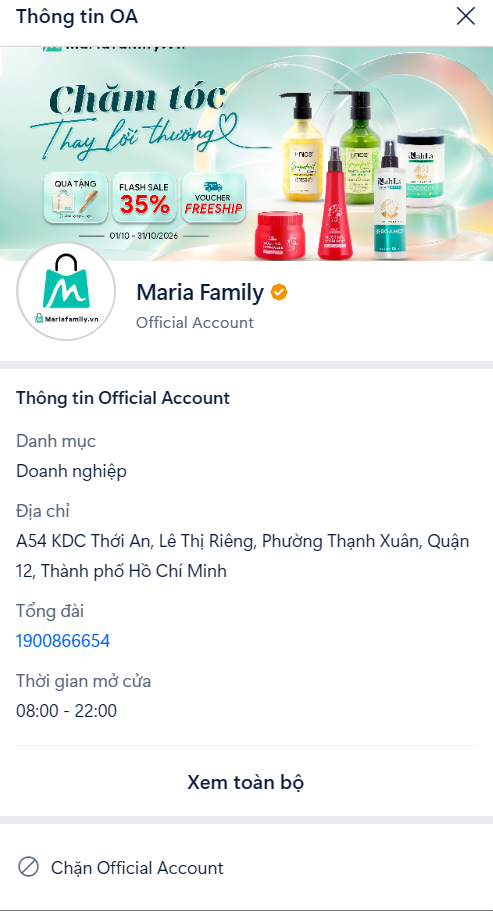 Thông tin OA
Mariafamily.vn
Chăm tóc
Thay lời thương
QUÀ TẶNG
FLASH SALE
35%
VOUCHER
FREESHIP
01/10 - 31/10/2026
Mariafamily.vn
Maria Family
Official Account
Thông tin Official Account
Danh mục
Doanh nghiệp
Địa chỉ
A54 KDC Thới An, Lê Thị Riêng, Phường Thạnh Xuân, Quận
12, Thành phố Hồ Chí Minh
Tổng đài
1900866654
Thời gian mở cửa
08:00 - 22:00
Xem toàn bộ
Chặn Official Account